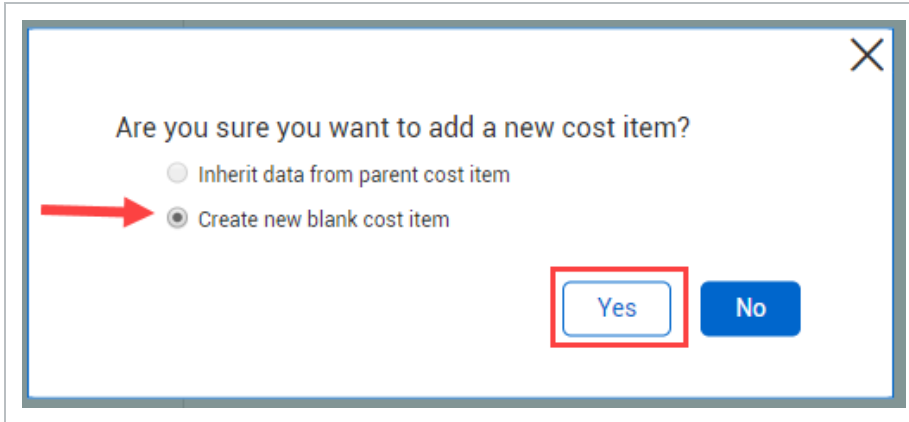 Are you sure you want to add a new cost item?
Inherit data from parent cost item
Create new blank cost item
Yes No